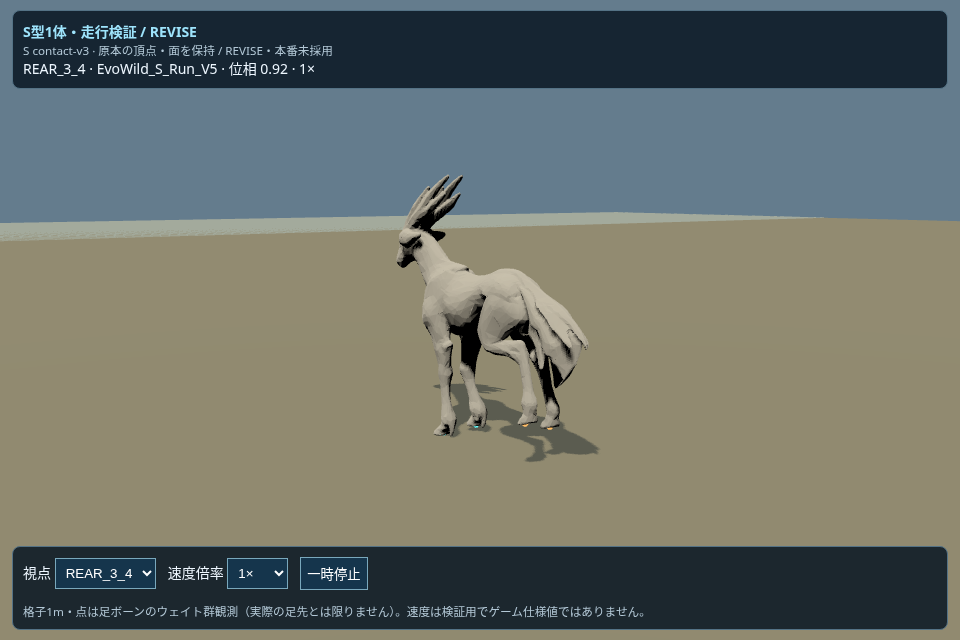 S型1体・走行検証 / REVISE
S contact-v3 · 原本の頂点・面を保持 / REVISE・本番未採用
REAR_3_4 · EvoWild_S_Run_V5 · 位相 0.92 · 1×
視点 REAR_3_4 速度倍率 1× 一時停止
格子1m・点は足ボーンのウェイト群観測（実際の足先とは限りません）。速度は検証用でゲーム仕様値ではありません。